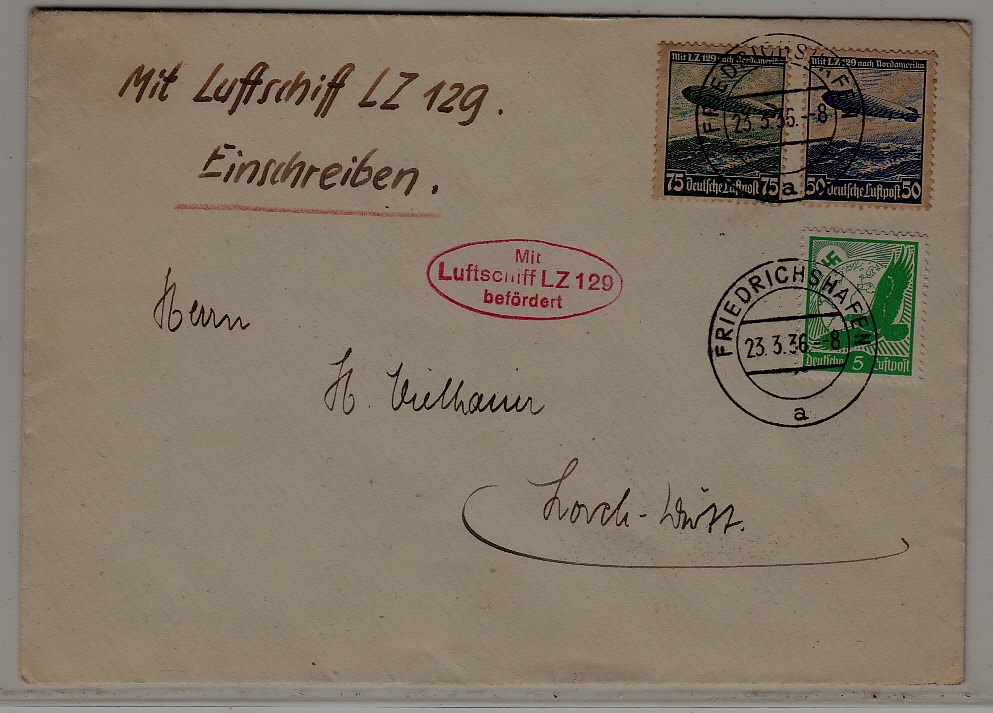 Mit Luftschiff LZ 129.
Einschreiben.
Mit LZ 129 nach Nordamerika
75 Deutsche Luftpost 75
Mit LZ 129 nach Nordamerika
50 Deutsche Luftpost 50
FRIEDRICHSHAFEN
23.3.36.--8
a
Mit
Luftschiff LZ 129
befördert
Deutsche 5 Luftpost
FRIEDRICHSHAFEN
23.3.36.--8
a
Herrn
H. Vielhauer
Lorch - Württ.